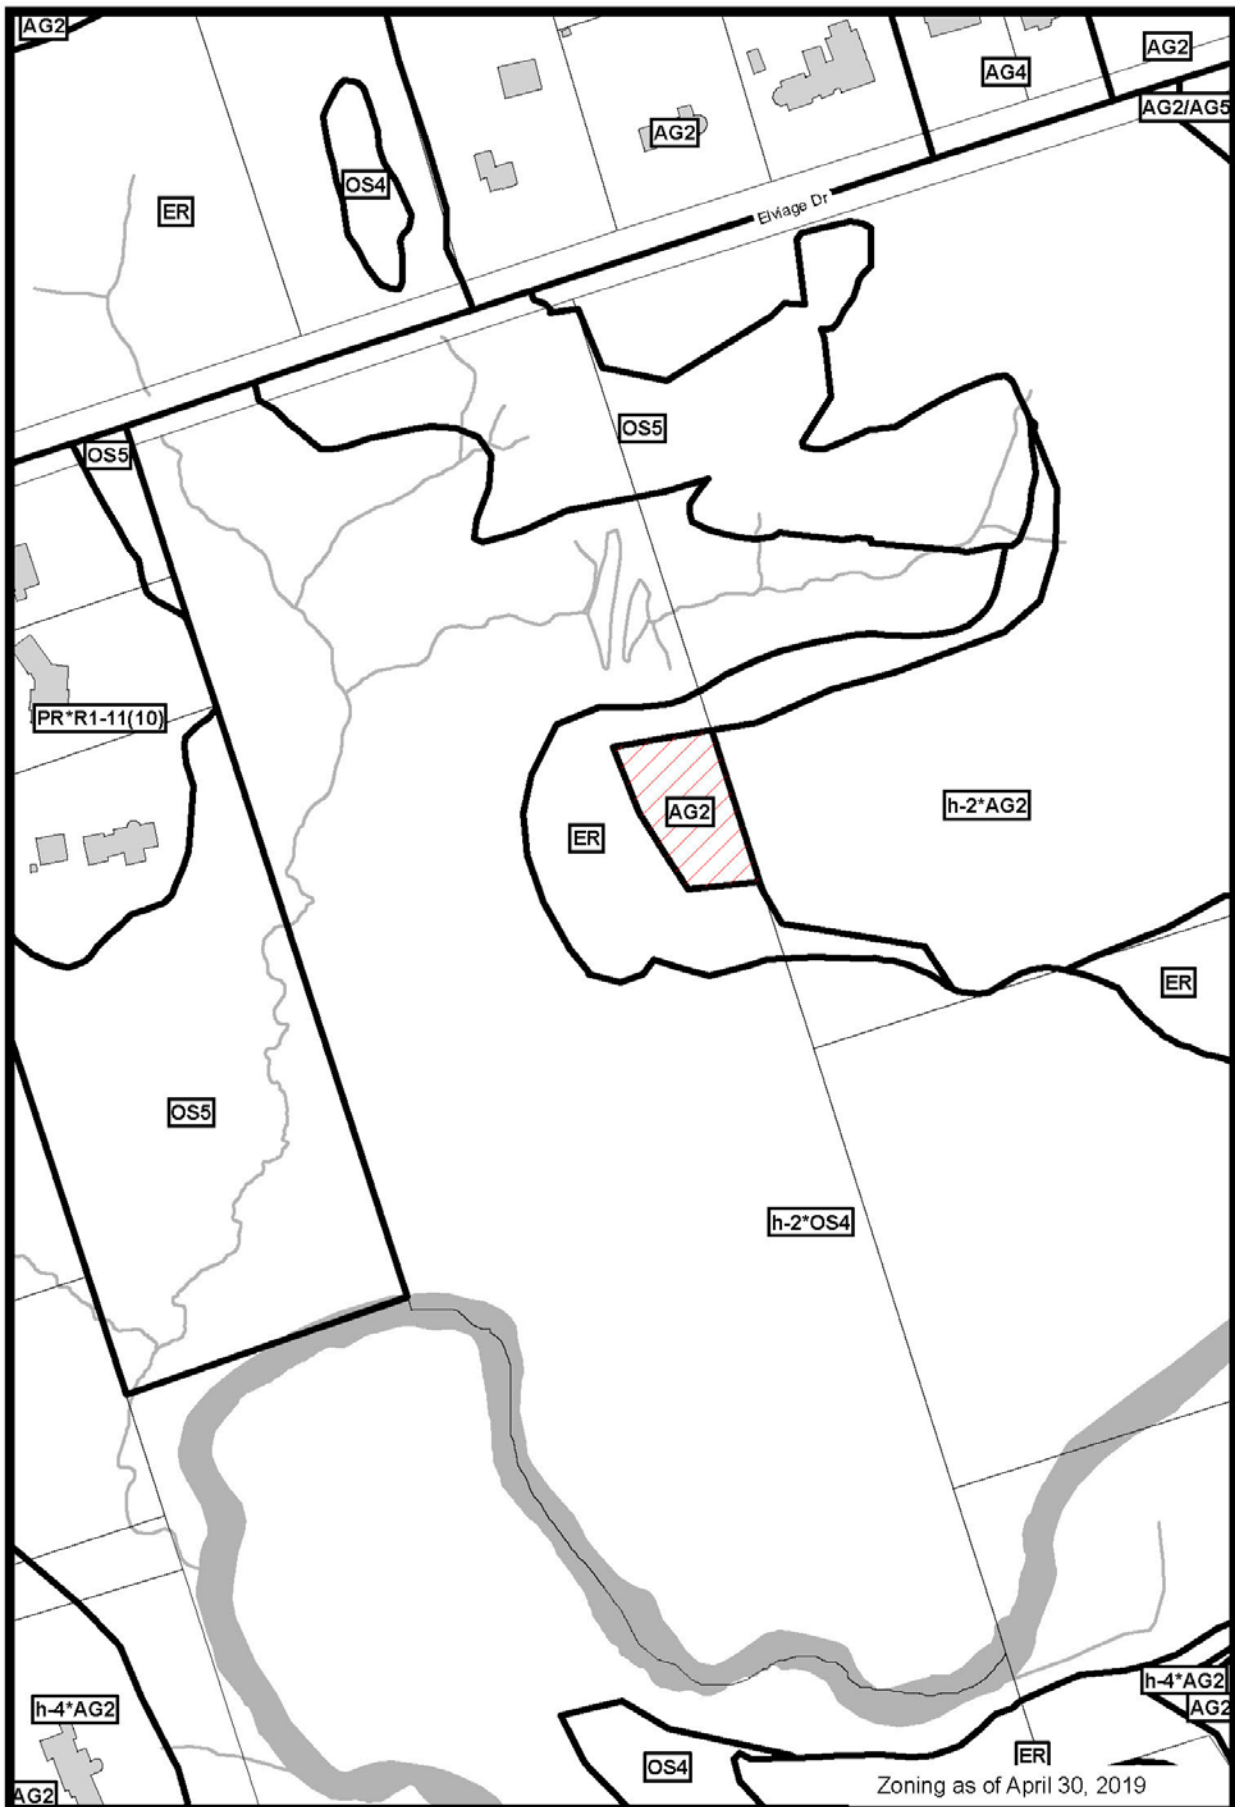 AG2
AG2
AG4
AG2/AG5
AG2
OS4
ER
Elviage Dr
OS5
OS5
PR*R1-11(10)
h-2*AG2
AG2
ER
ER
OS5
h-2*OS4
h-4*AG2
h-4*AG2
AG2
ER
OS4
Zoning as of April 30, 2019
AG2